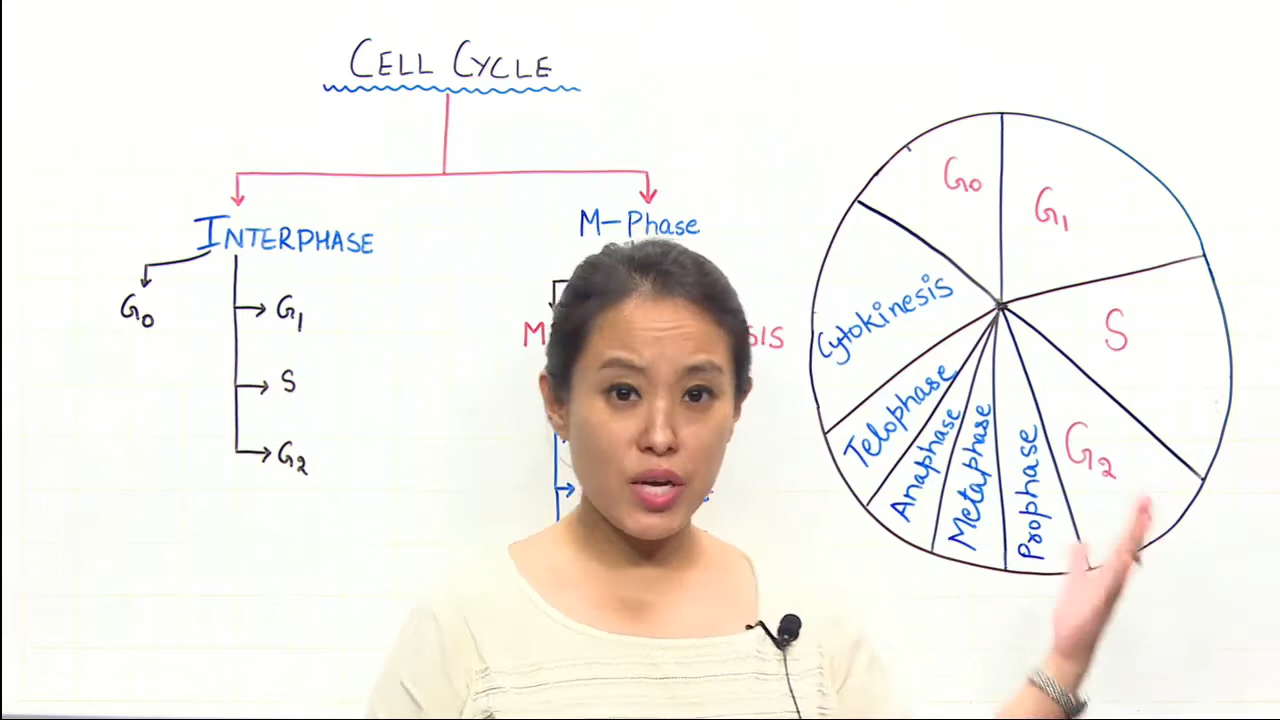 CELL CYCLE
INTERPHASE
M-Phase
G0
G1
S
G2
G0
G1
S
G2
Prophase
Metaphase
Anaphase
Telophase
Cytokinesis